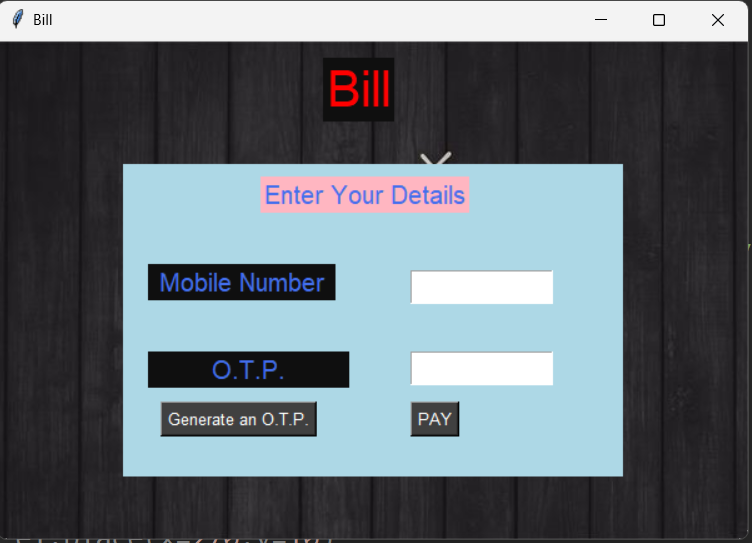 Bill
Bill
Enter Your Details
Mobile Number
O.T.P.
Generate an O.T.P.
PAY